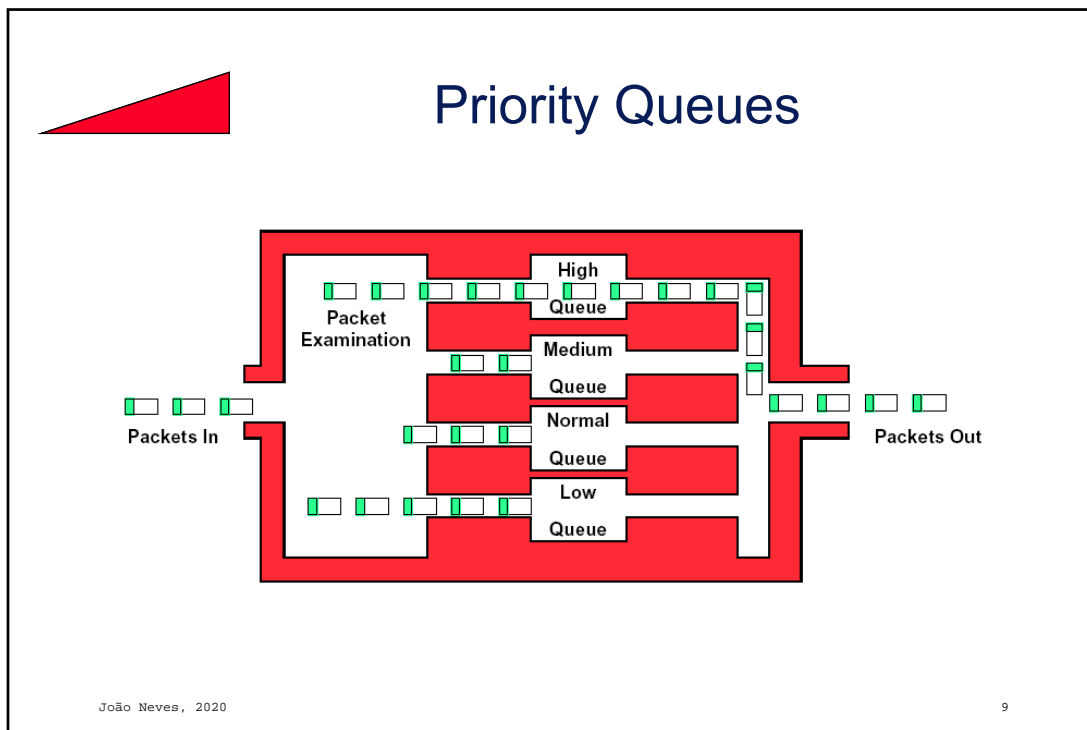 Priority Queues
High
Queue
Packet
Examination
Medium
Queue
Packets In
Normal
Queue
Packets Out
Low
Queue
João Neves, 2020
9